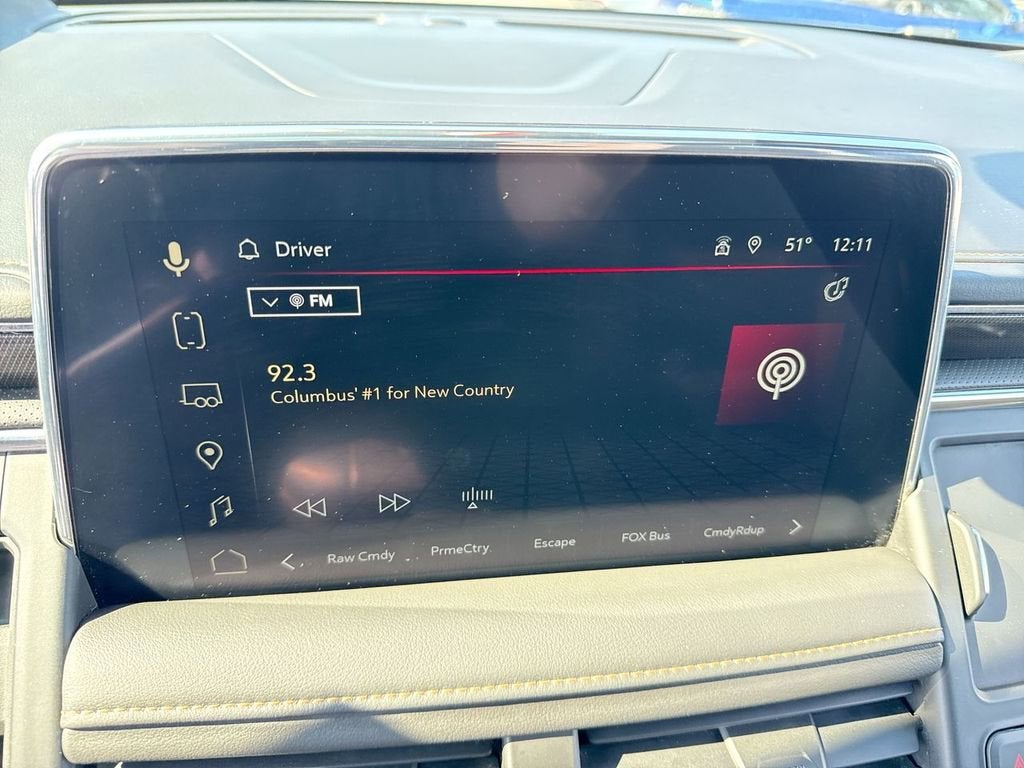 Driver
51° 12:11
FM
92.3
Columbus' #1 for New Country
Raw Cmdy PrmeCtry Escape FOX Bus CmdyRdup